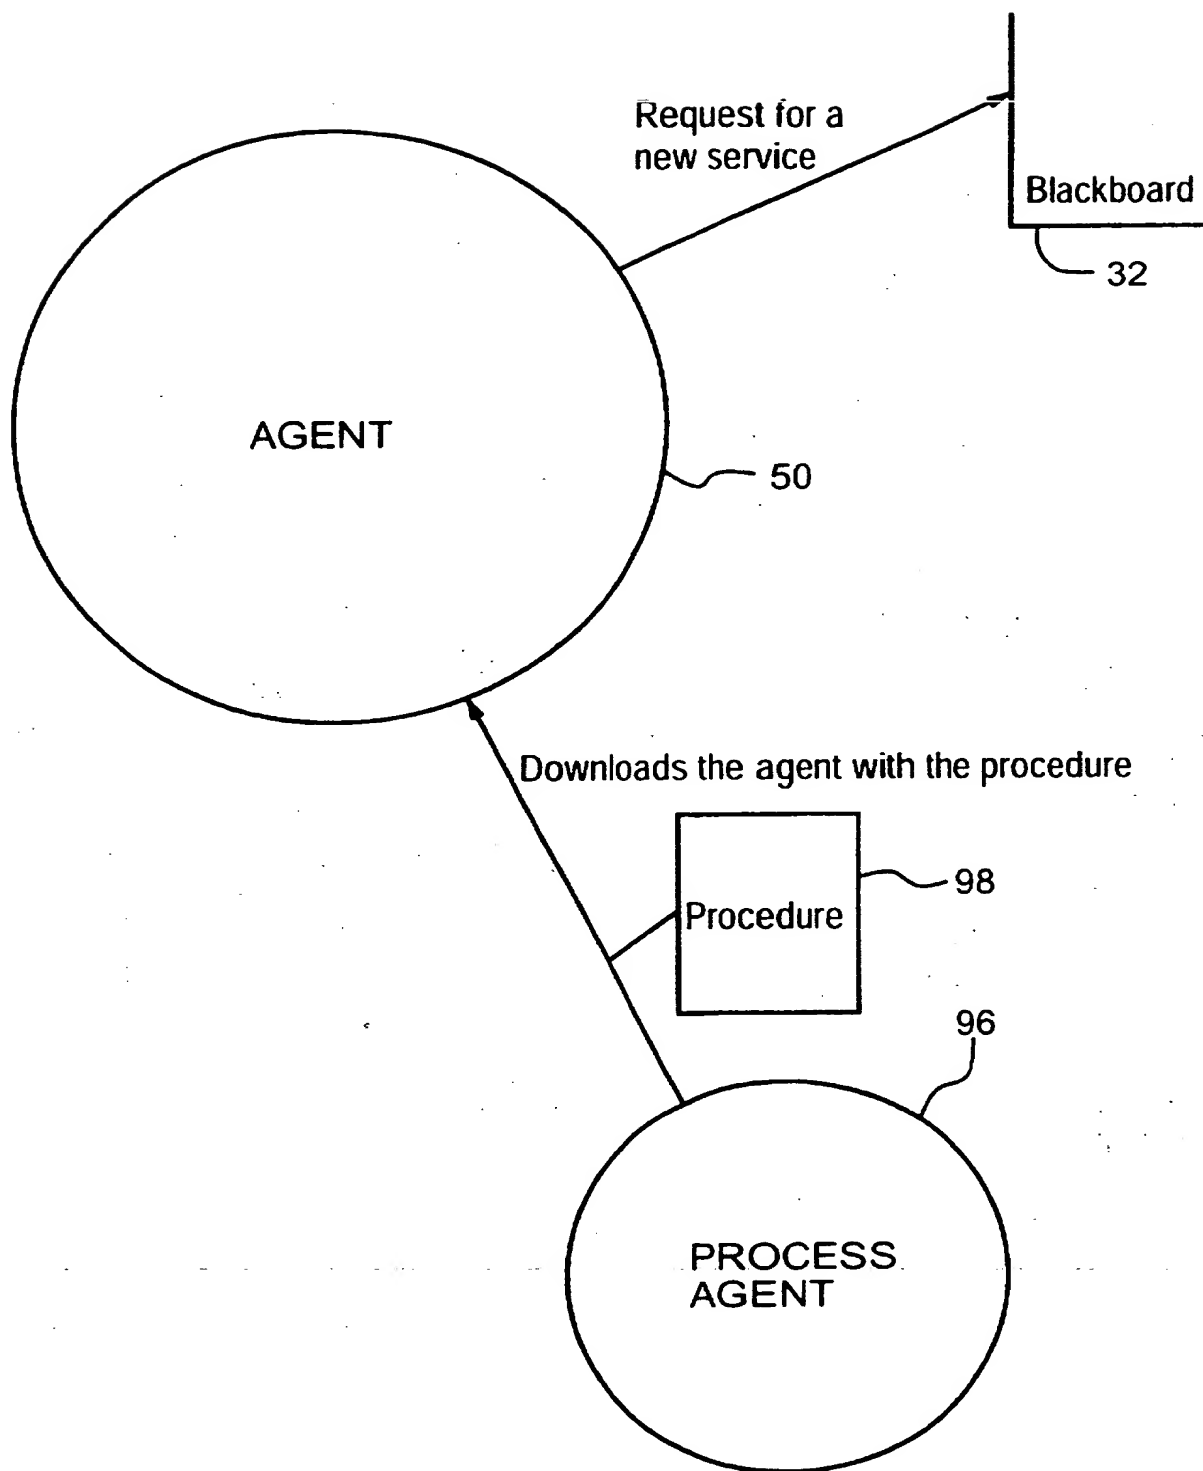 Request for a
new service
Blackboard
32
AGENT
50
Downloads the agent with the procedure
98
Procedure
96
PROCESS
AGENT